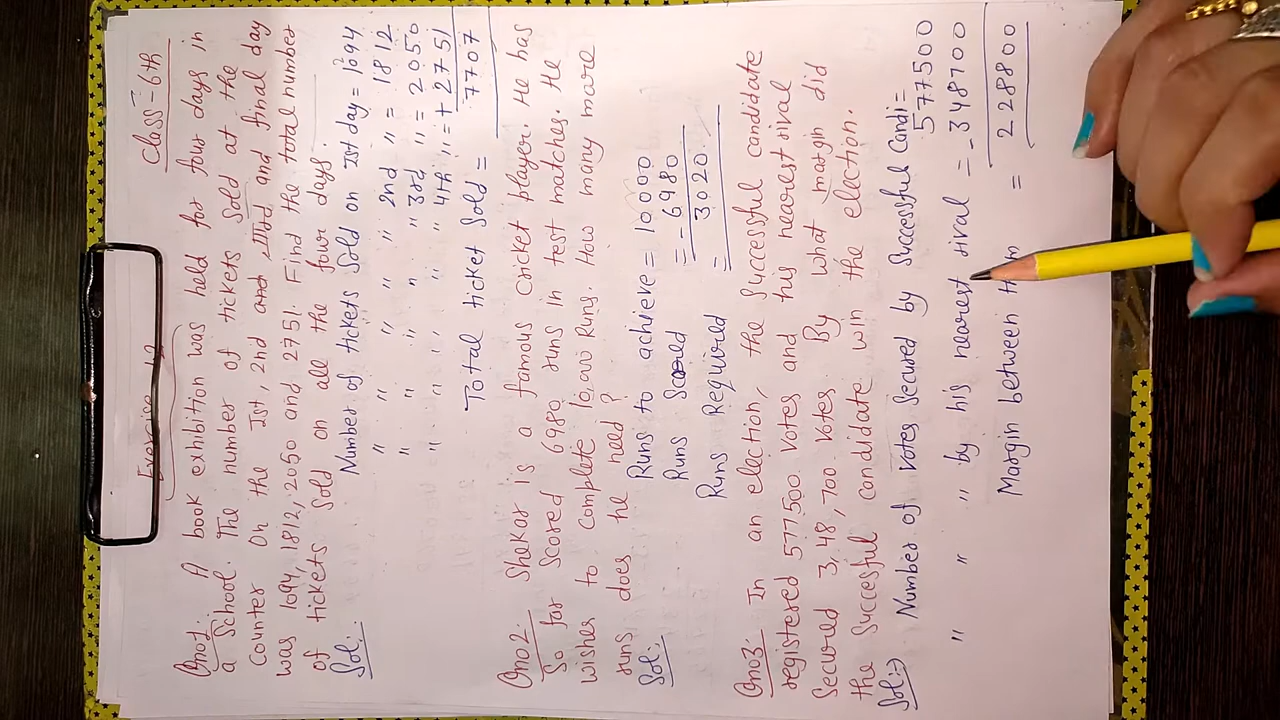 Exercise 1.2
Class-6th
Qno1. A book exhibition was held for four days in
a School. The number of tickets Sold at the
counter On the Ist, 2nd and IIIrd and final day
was 1094, 1812, 2050 and 2751. Find the total number
of tickets Sold on all the four days.
Sol:- Number of tickets Sold on Ist day = 1094
" " " " " 2nd " = 1812
" " " " " 3rd " = 2050
" " " " " 4th " = + 2751
Total ticket Sold = 7707
Qno2. Shekar is a famous cricket player. He has
So far Scored 6980 runs in test matches. He
wishes to Complete 10,000 Runs. How many more
runs does he need?
Sol:- Runs to achieve = 10000
Runs Scored = - 6980
Runs Required = 3020
Qno3. In an election, the Successful candidate
registered 577500 Votes and his nearest rival
Secured 3,48,700 Votes. By what margin did
the Succesful Candidate win the election.
Sol:-> Number of Votes Secured by Successful Candi =
577500
" " " by his nearest rival = - 348700
Margin between = 228800